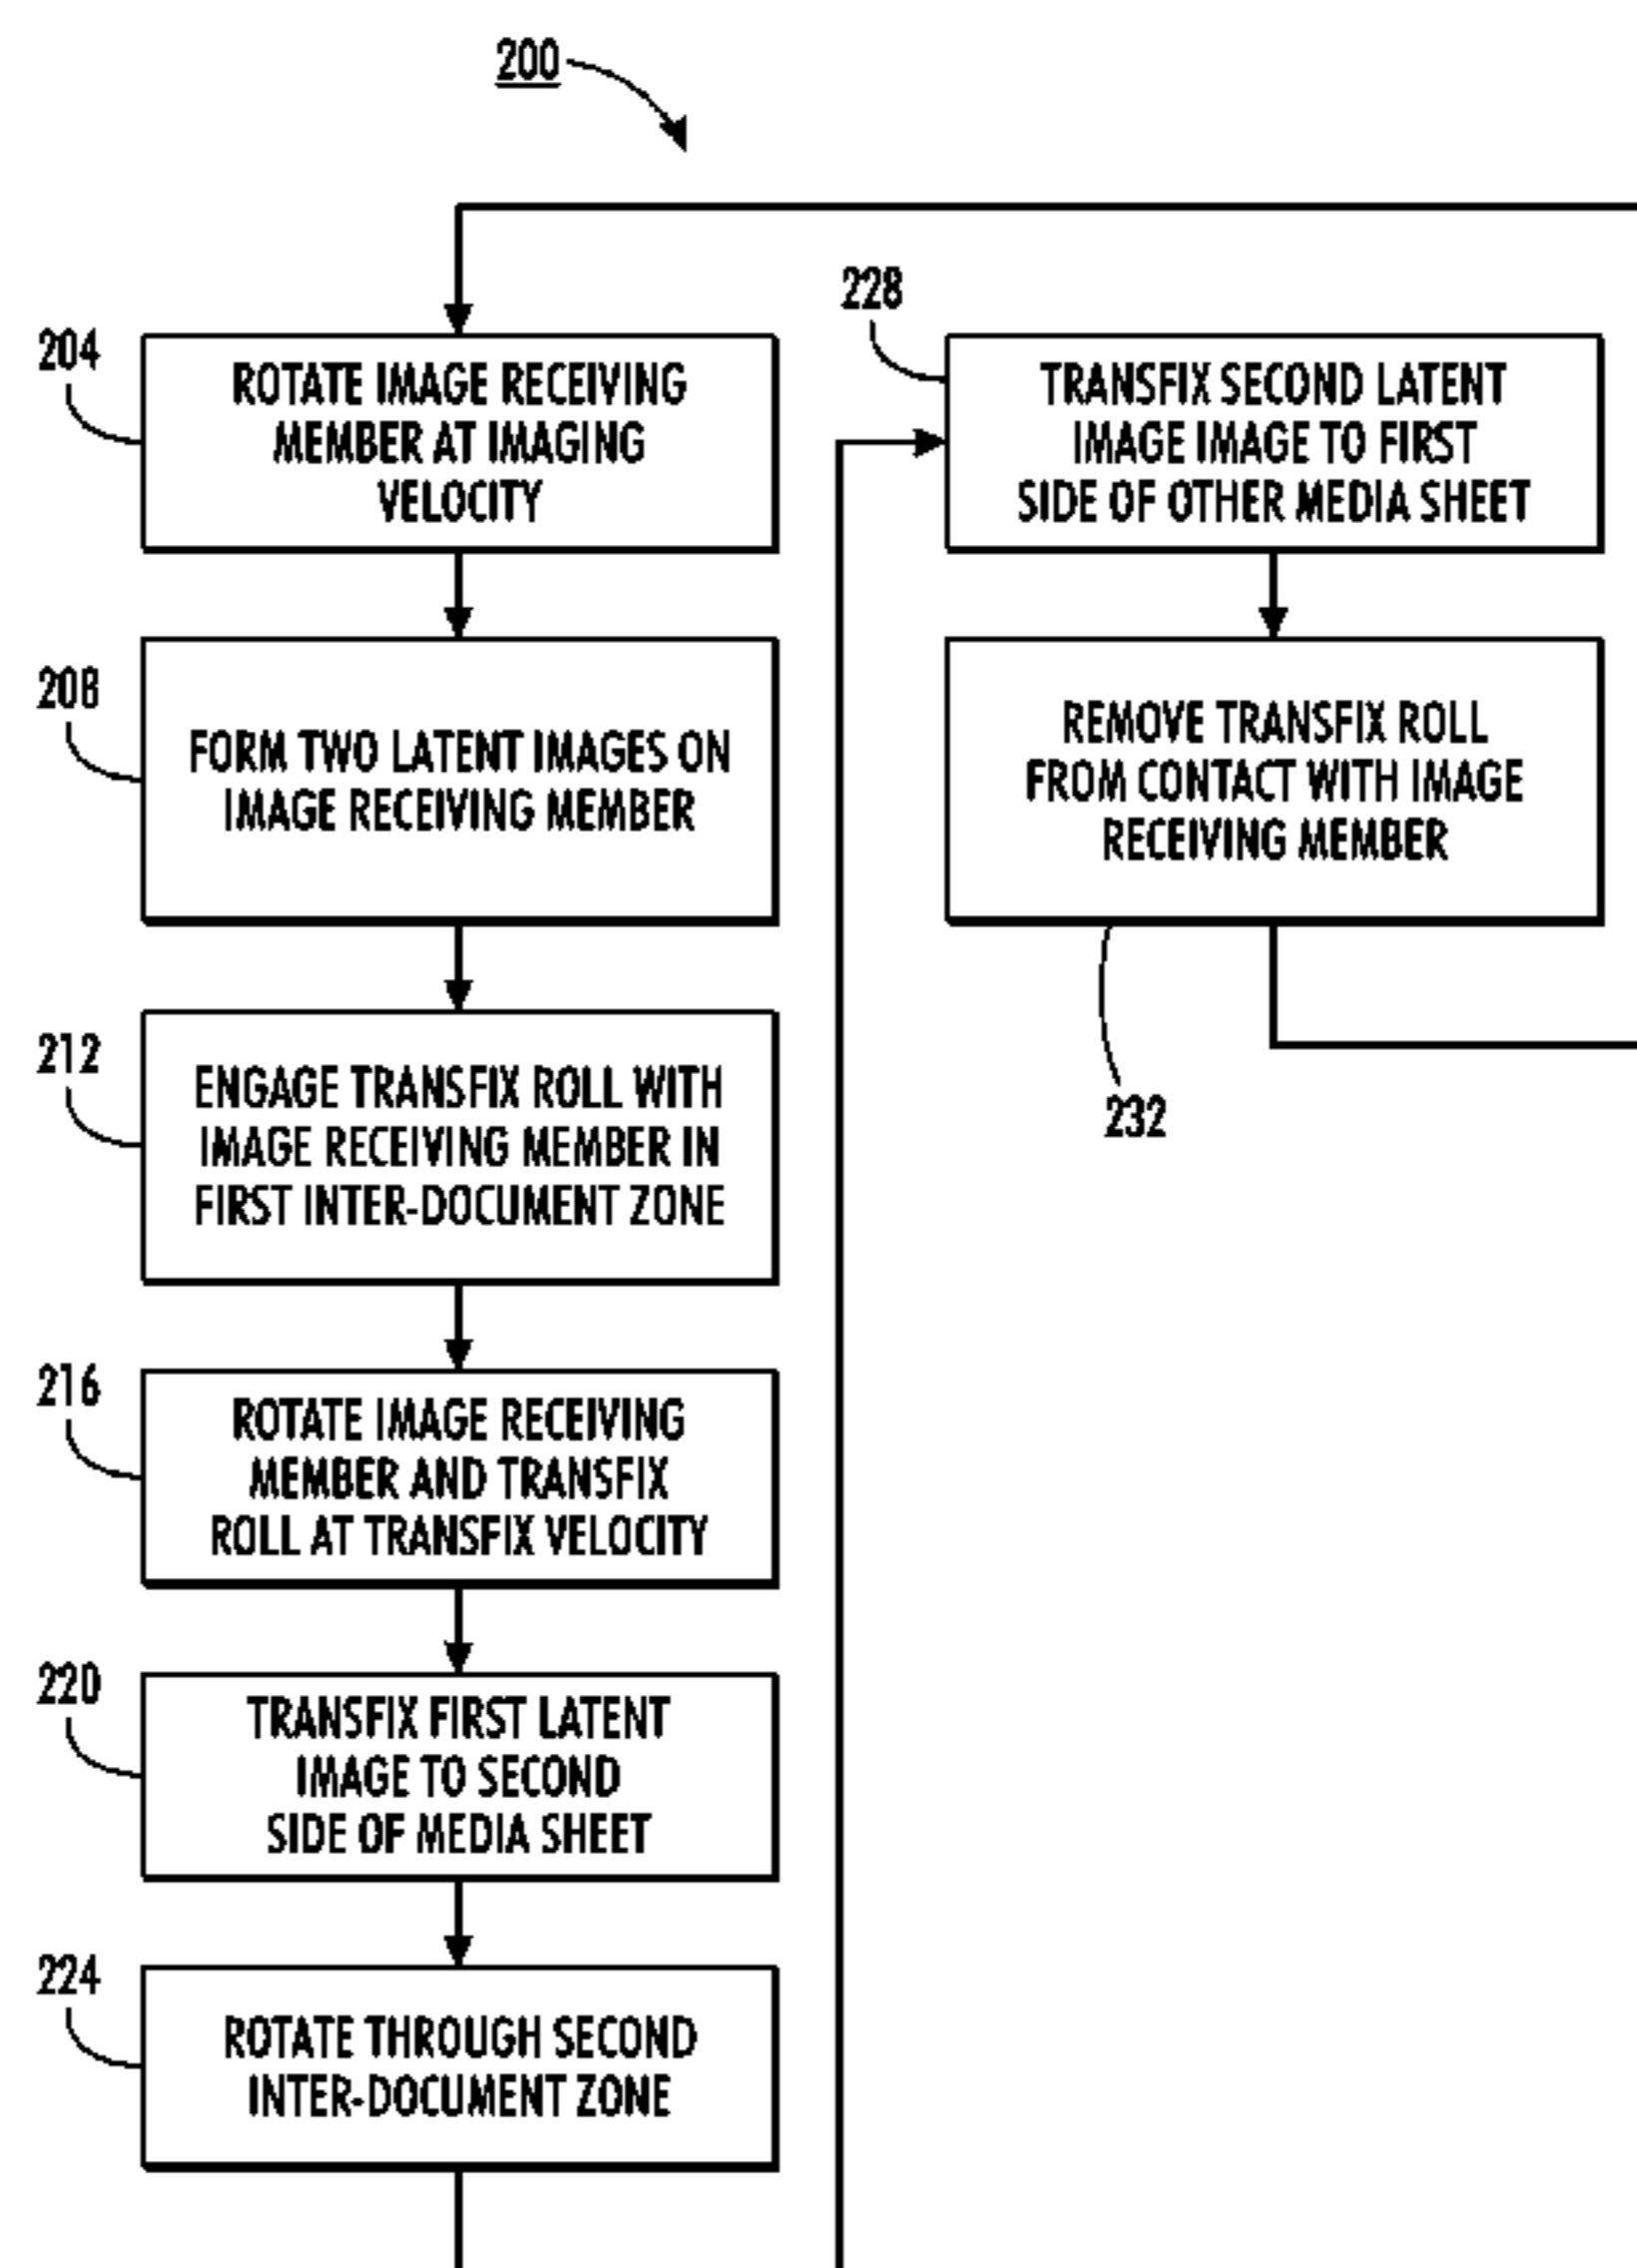 200
204
ROTATE IMAGE RECEIVING
MEMBER AT IMAGING
VELOCITY
208
FORM TWO LATENT IMAGES ON
IMAGE RECEIVING MEMBER
212
ENGAGE TRANSFIX ROLL WITH
IMAGE RECEIVING MEMBER IN
FIRST INTER-DOCUMENT ZONE
216
ROTATE IMAGE RECEIVING
MEMBER AND TRANSFIX
ROLL AT TRANSFIX VELOCITY
220
TRANSFIX FIRST LATENT
IMAGE TO SECOND
SIDE OF MEDIA SHEET
224
ROTATE THROUGH SECOND
INTER-DOCUMENT ZONE
228
TRANSFIX SECOND LATENT
IMAGE IMAGE TO FIRST
SIDE OF OTHER MEDIA SHEET
REMOVE TRANSFIX ROLL
FROM CONTACT WITH IMAGE
RECEIVING MEMBER
232